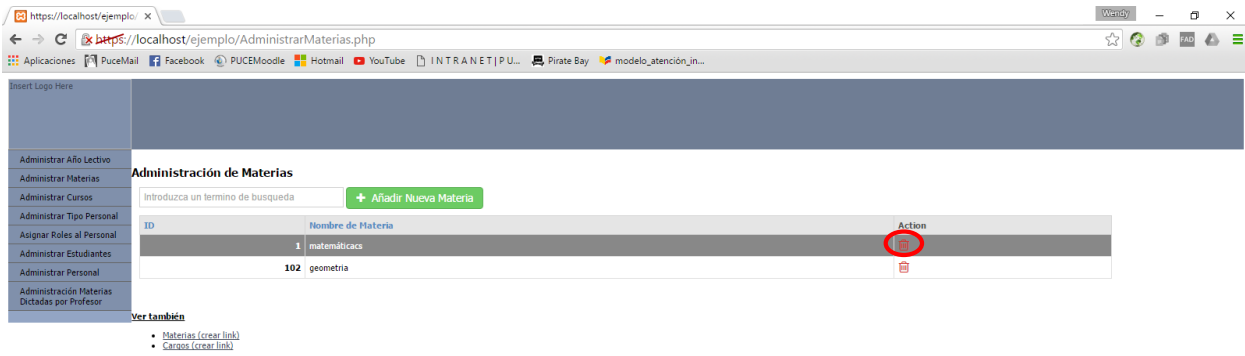 https://localhost/ejemplo/
Wendy
https://localhost/ejemplo/AdministrarMaterias.php
FAD
Aplicaciones PuceMail Facebook PUCEMoodle Hotmail YouTube I N T R A N E T | P U... Pirate Bay modelo_atención_in...
Insert Logo Here
Administrar Año Lectivo
Administrar Materias
Administrar Cursos
Administrar Tipo Personal
Asignar Roles al Personal
Administrar Estudiantes
Administrar Personal
Administración Materias
Dictadas por Profesor
Administración de Materias
Introduzca un termino de busqueda
+ Añadir Nueva Materia
ID Nombre de Materia Action
1 matemáticacs
102 geometria
Ver también
• Materias (crear link)
• Cargos (crear link)